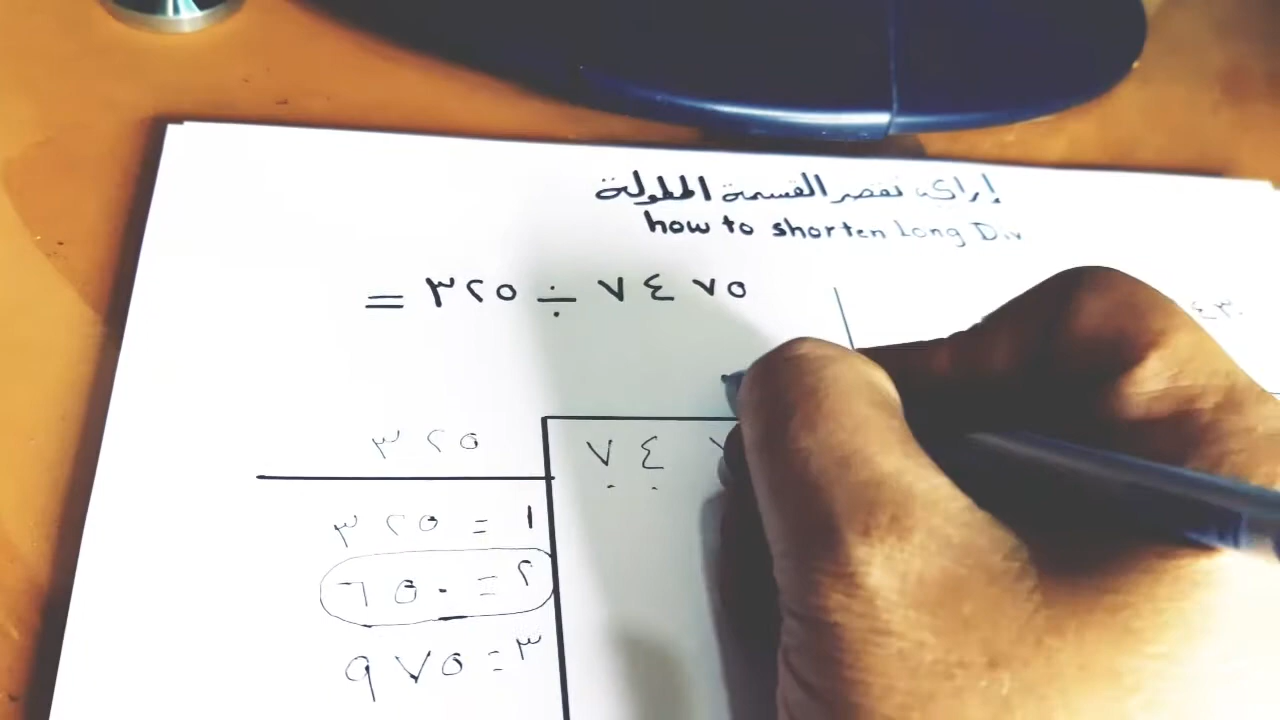 إزاي نقصر القسمة المطولة
how to shorten Long Div
= ٣٢٥ ÷ ٧٤٧٥
٤٣٠
٣٢٥
٧٤
٣٢٥ = ١
٦٥٠ = ٢
٩٧٥ = ٣